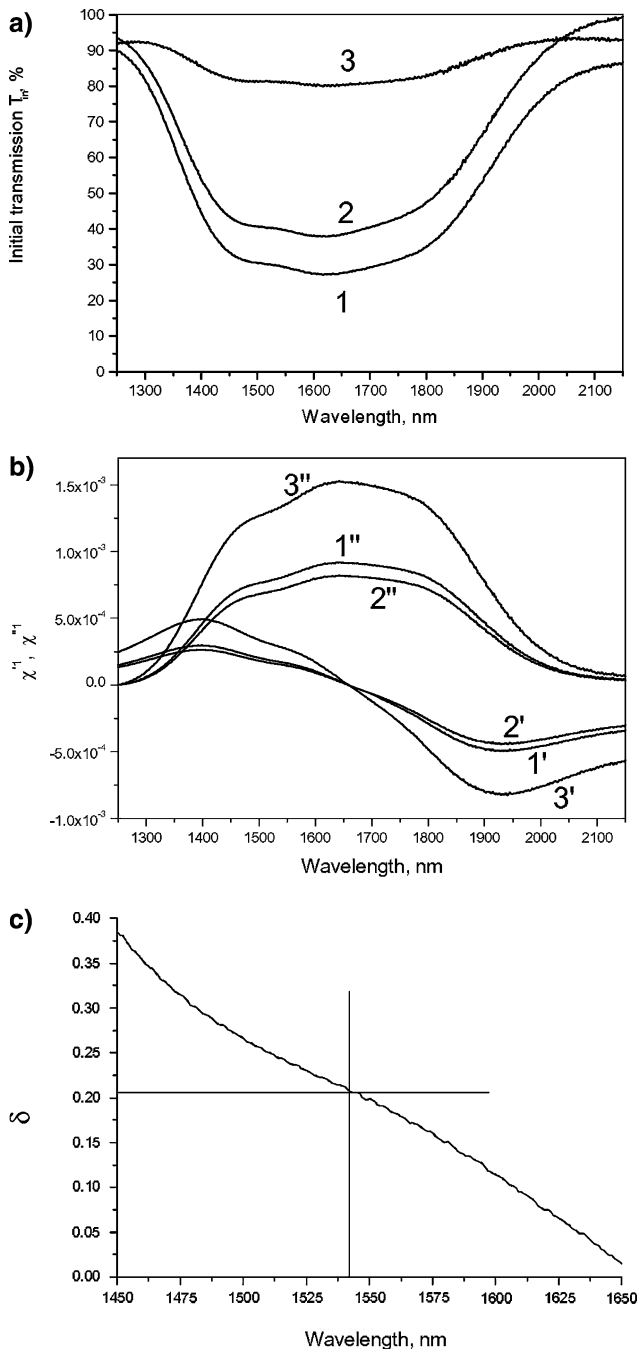 a)
Initial transmission T_in, %
100
90
80
70
60
50
40
30
20
10
0
3
2
1
1300 1400 1500 1600 1700 1800 1900 2000 2100
Wavelength, nm
b)
χ'1, χ''1
1.5x10⁻³
1.0x10⁻³
5.0x10⁻⁴
0.0
-5.0x10⁻⁴
-1.0x10⁻³
3''
1''
2''
2'
1'
3'
1300 1400 1500 1600 1700 1800 1900 2000 2100
Wavelength, nm
c)
δ
0.40
0.35
0.30
0.25
0.20
0.15
0.10
0.05
0.00
1450 1475 1500 1525 1550 1575 1600 1625 1650
Wavelength, nm